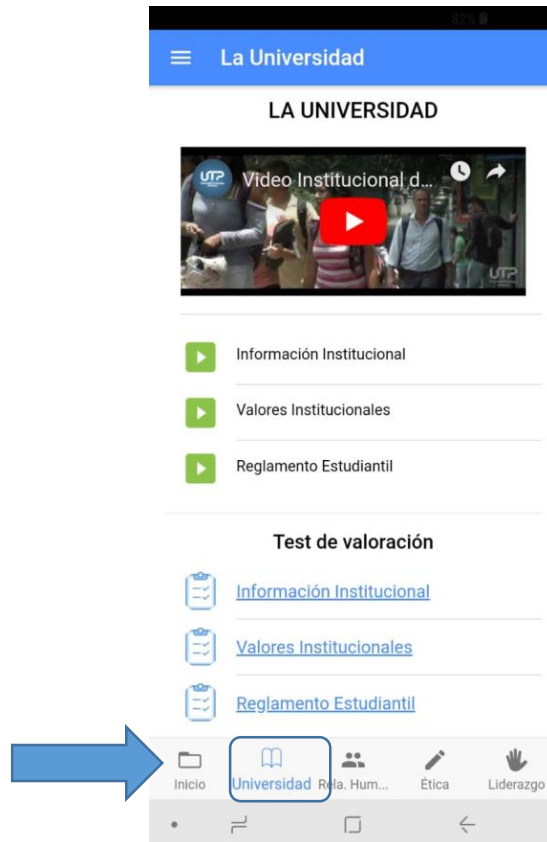 82%
La Universidad
LA UNIVERSIDAD
UTP
Video Institucional d...
UTP
Información Institucional
Valores Institucionales
Reglamento Estudiantil
Test de valoración
Información Institucional
Valores Institucionales
Reglamento Estudiantil
Inicio Universidad Rela. Hum... Ética Liderazgo